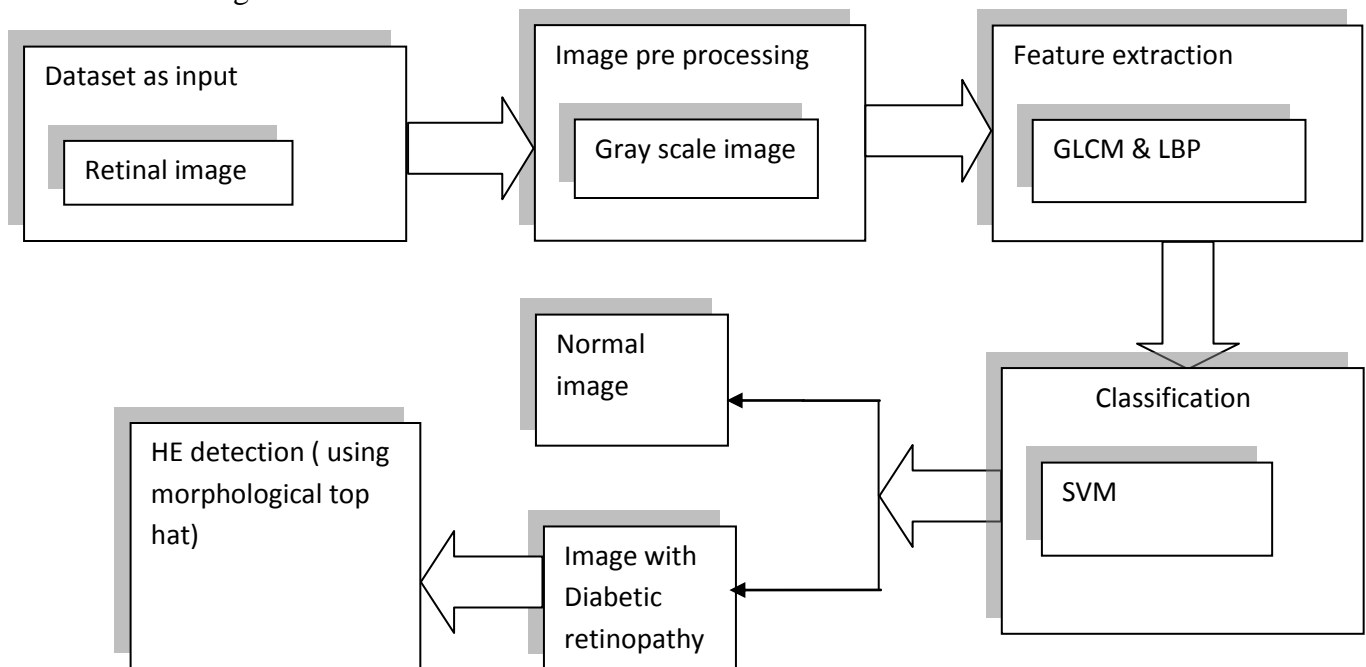 Dataset as input
Retinal image
Image pre processing
Gray scale image
Feature extraction
GLCM & LBP
Classification
SVM
Normal
image
Image with
Diabetic
retinopathy
HE detection ( using
morphological top
hat)